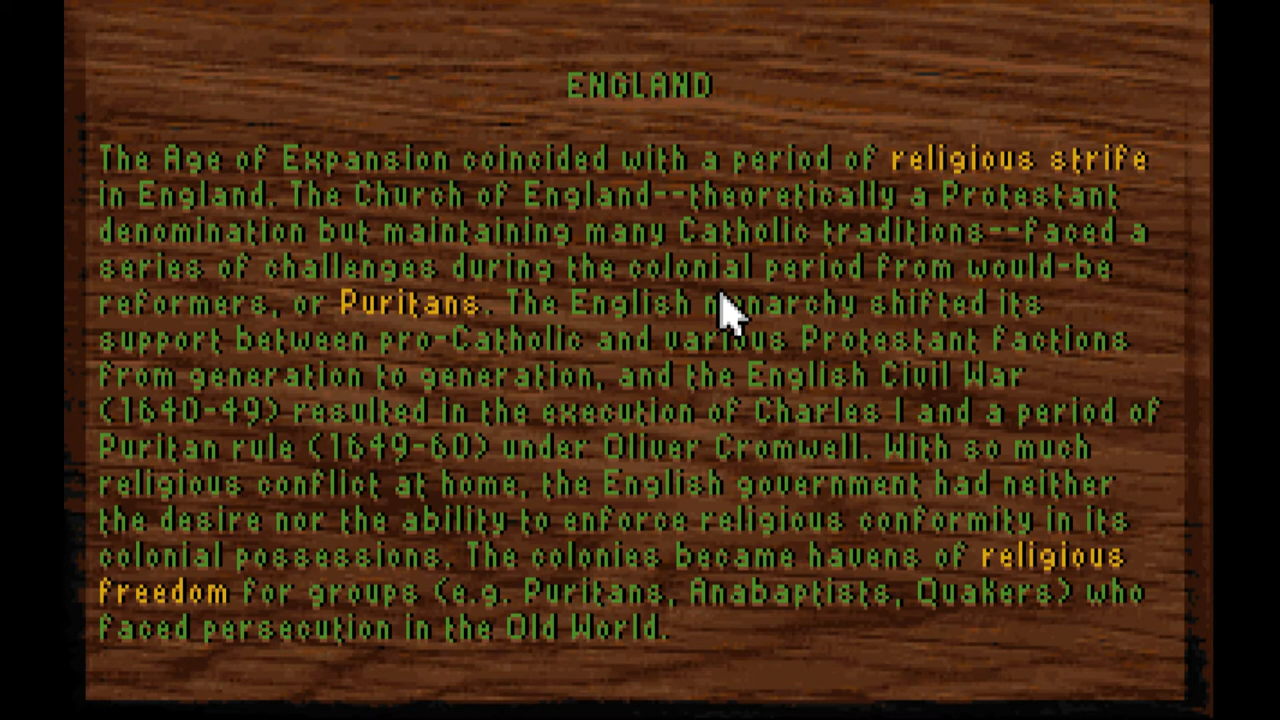 ENGLAND
The Age of Expansion coincided with a period of religious strife
in England. The Church of England--theoretically a Protestant
denomination but maintaining many Catholic traditions--faced a
series of challenges during the colonial period from would-be
reformers, or Puritans. The English monarchy shifted its
support between pro-Catholic and various Protestant factions
from generation to generation, and the English Civil War
(1640-49) resulted in the execution of Charles I and a period of
Puritan rule (1649-60) under Oliver Cromwell. With so much
religious conflict at home, the English government had neither
the desire nor the ability to enforce religious conformity in its
colonial possessions. The colonies became havens of religious
freedom for groups (e.g. Puritans, Anabaptists, Quakers) who
faced persecution in the Old World.